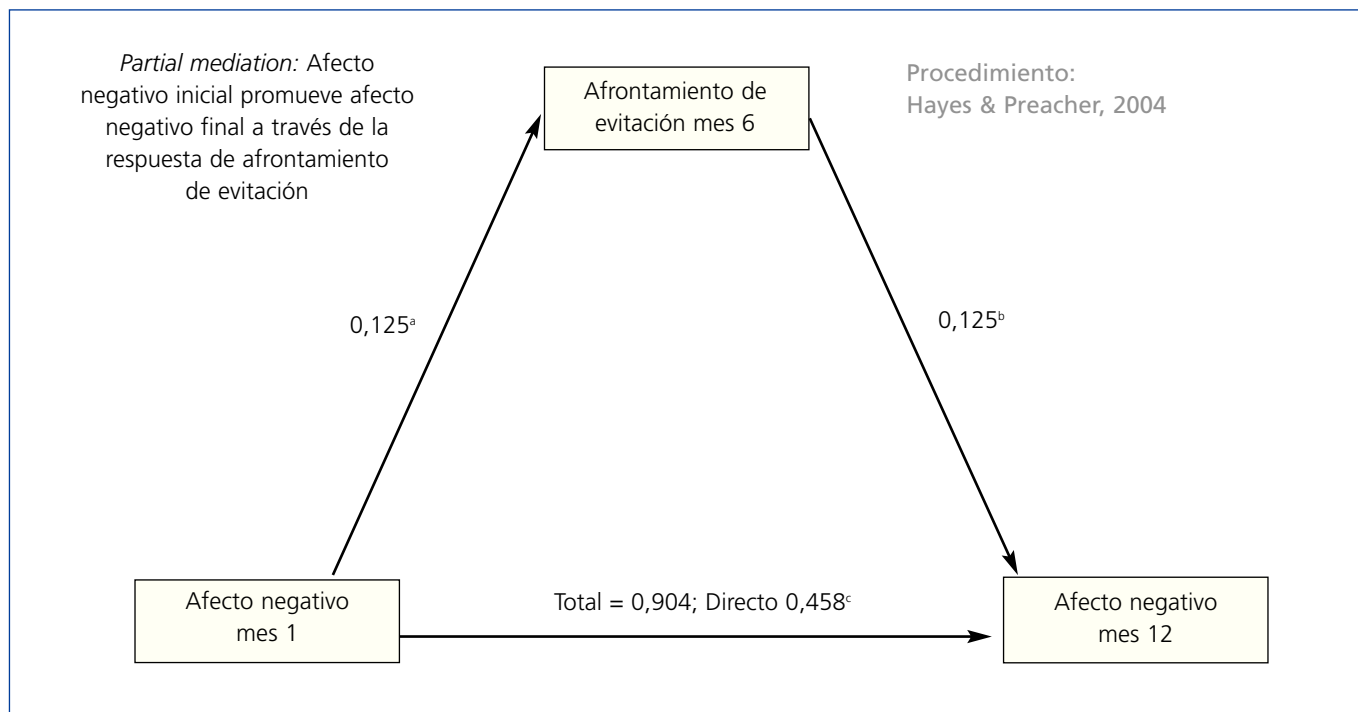 Partial mediation: Afecto
negativo inicial promueve afecto
negativo final a través de la
respuesta de afrontamiento
de evitación
Afrontamiento de
evitación mes 6
Procedimiento:
Hayes & Preacher, 2004
0,125ᵃ
0,125ᵇ
Afecto negativo
mes 1
Total = 0,904; Directo 0,458ᶜ
Afecto negativo
mes 12